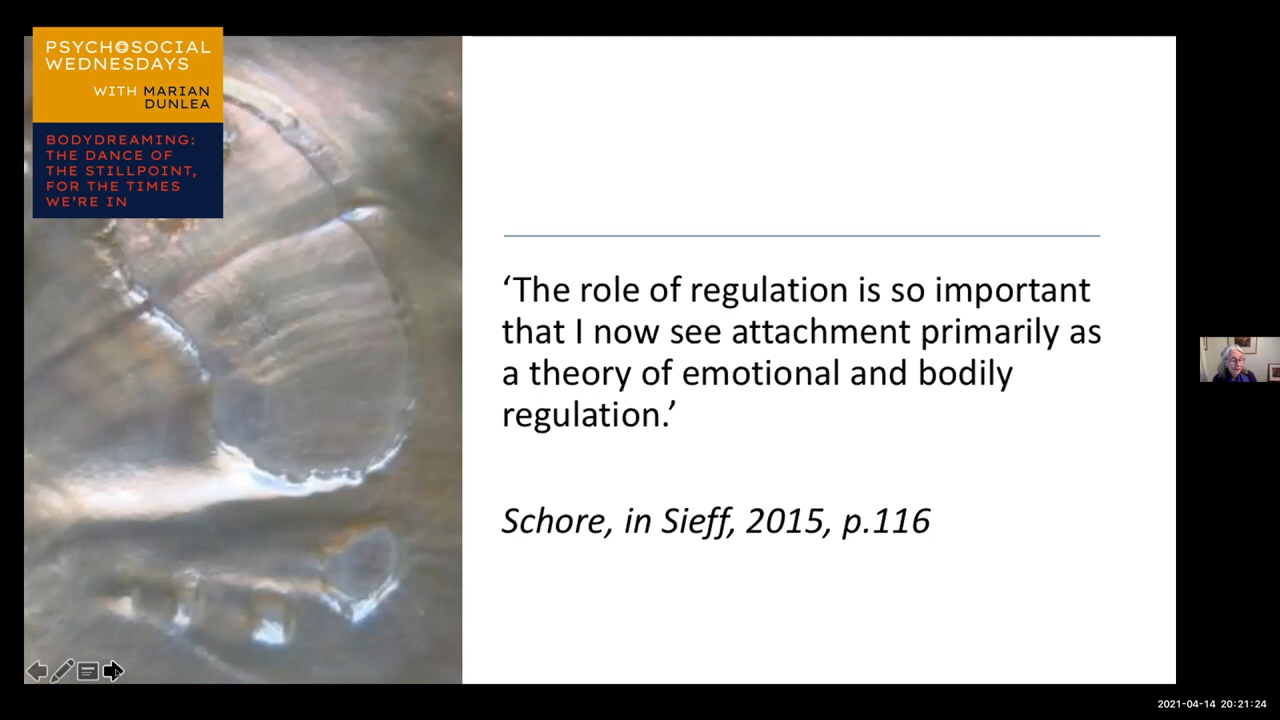 PSYCHOSOCIAL
WEDNESDAYS
WITH MARIAN
DUNLEA
BODYDREAMING:
THE DANCE OF
THE STILLPOINT,
FOR THE TIMES
WE'RE IN
‘The role of regulation is so important
that I now see attachment primarily as
a theory of emotional and bodily
regulation.’
Schore, in Sieff, 2015, p.116
2021-04-14 20:21:24